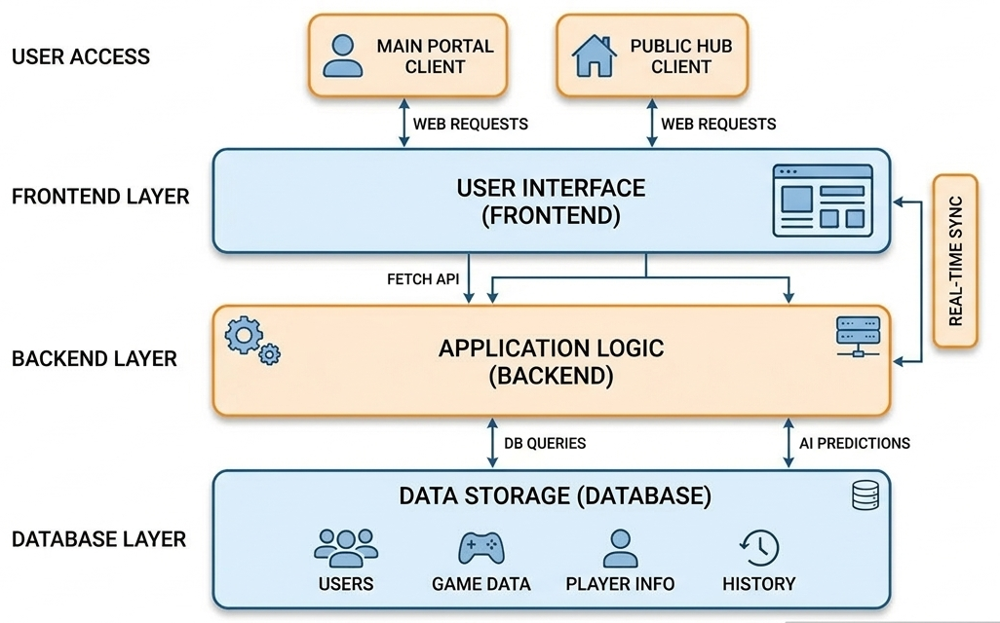 USER ACCESS
MAIN PORTAL
CLIENT
PUBLIC HUB
CLIENT
WEB REQUESTS
WEB REQUESTS
FRONTEND LAYER
USER INTERFACE
(FRONTEND)
REAL-TIME SYNC
FETCH API
BACKEND LAYER
APPLICATION LOGIC
(BACKEND)
DB QUERIES
AI PREDICTIONS
DATABASE LAYER
DATA STORAGE (DATABASE)
USERS
GAME DATA
PLAYER INFO
HISTORY